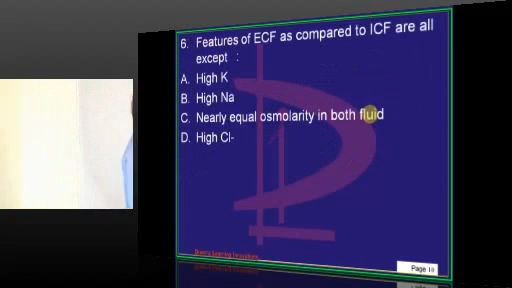 6. Features of ECF as compared to ICF are all
except :
A. High K
B. High Na
C. Nearly equal osmolarity in both fluid
D. High Cl-
Page 10